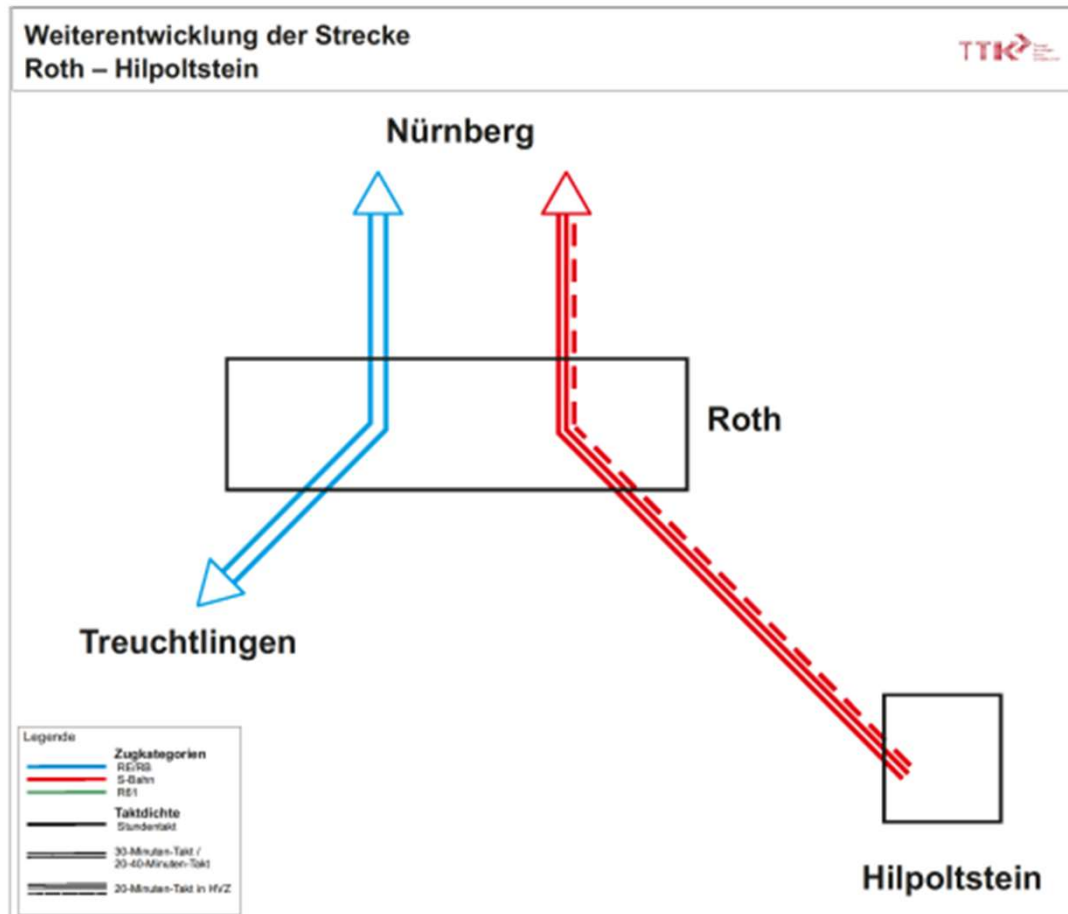 Weiterentwicklung der Strecke
Roth – Hilpoltstein
TTK
Nürnberg
Roth
Treuchtlingen
Hilpoltstein
Legende
Zugkategorien
RE/RB
S-Bahn
R61
Taktdichte
Stundentakt
30-Minuten-Takt /
20-40-Minuten-Takt
20-Minuten-Takt in HVZ